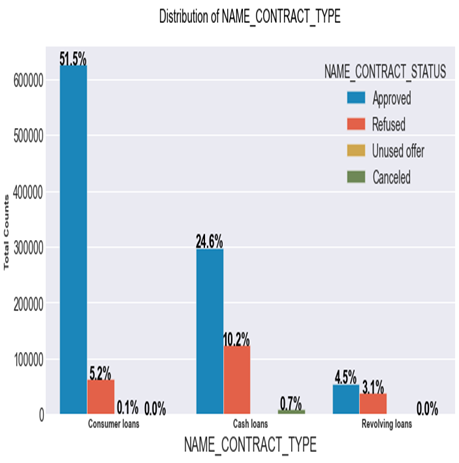 Distribution of NAME_CONTRACT_TYPE
NAME_CONTRACT_STATUS
Approved
Refused
Unused offer
Canceled
Total Counts
600000
500000
400000
300000
200000
100000
0
51.5%
5.2%
0.1%
0.0%
24.6%
10.2%
0.7%
4.5%
3.1%
0.0%
Consumer loans
Cash loans
Revolving loans
NAME_CONTRACT_TYPE